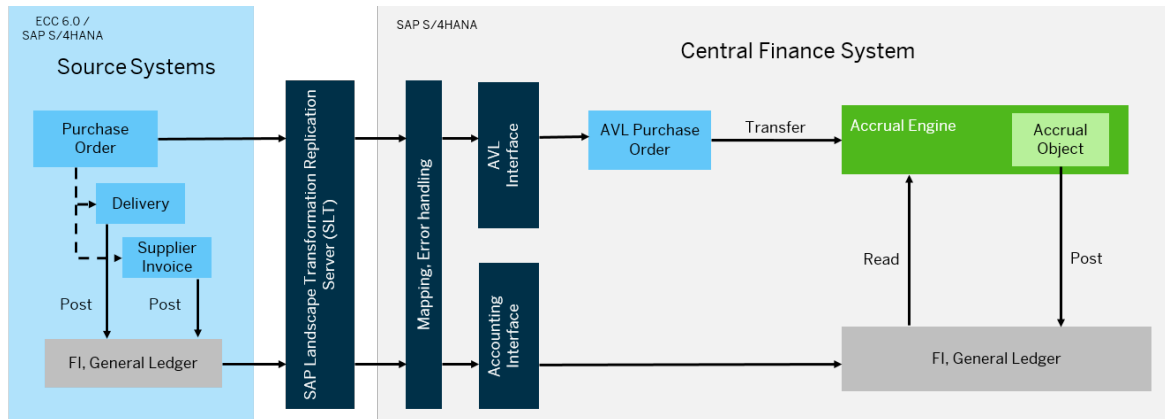 ECC 6.0 /
SAP S/4HANA
Source Systems
Purchase
Order
Delivery
Supplier
Invoice
Post
Post
FI, General Ledger
SAP Landscape Transformation Replication
Server (SLT)
SAP S/4HANA
Central Finance System
Mapping, Error handling
AVL
Interface
Accounting
Interface
AVL Purchase
Order
Transfer
Accrual Engine
Accrual
Object
Read
Post
FI, General Ledger